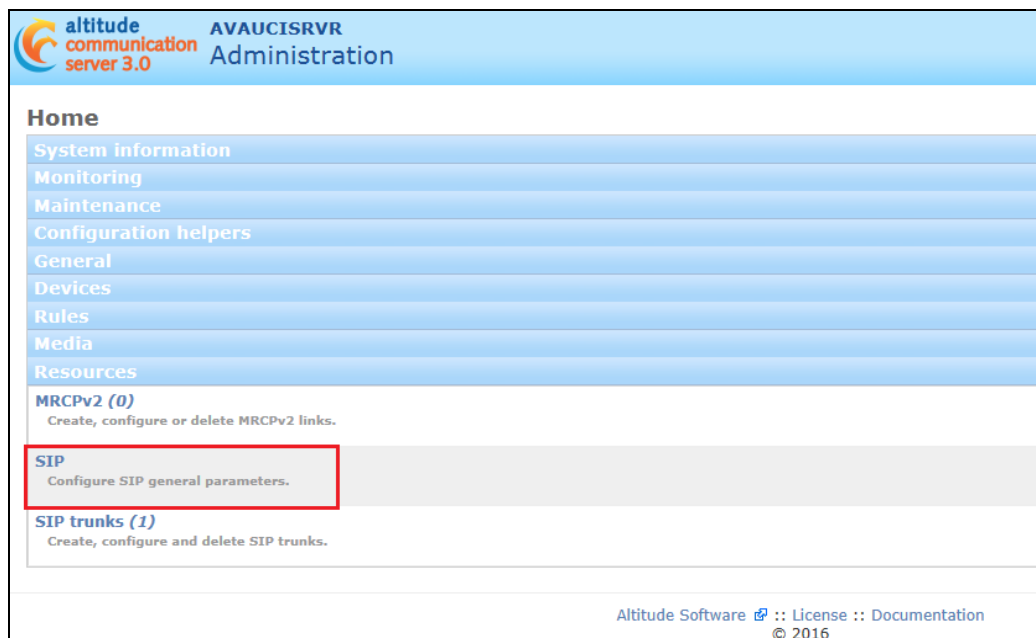 altitude
communication
server 3.0
AVAUCISRVR
Administration
Home
System information
Monitoring
Maintenance
Configuration helpers
General
Devices
Rules
Media
Resources
MRCPv2 (0)
Create, configure or delete MRCPv2 links.
SIP
Configure SIP general parameters.
SIP trunks (1)
Create, configure and delete SIP trunks.
Altitude Software :: License :: Documentation
© 2016